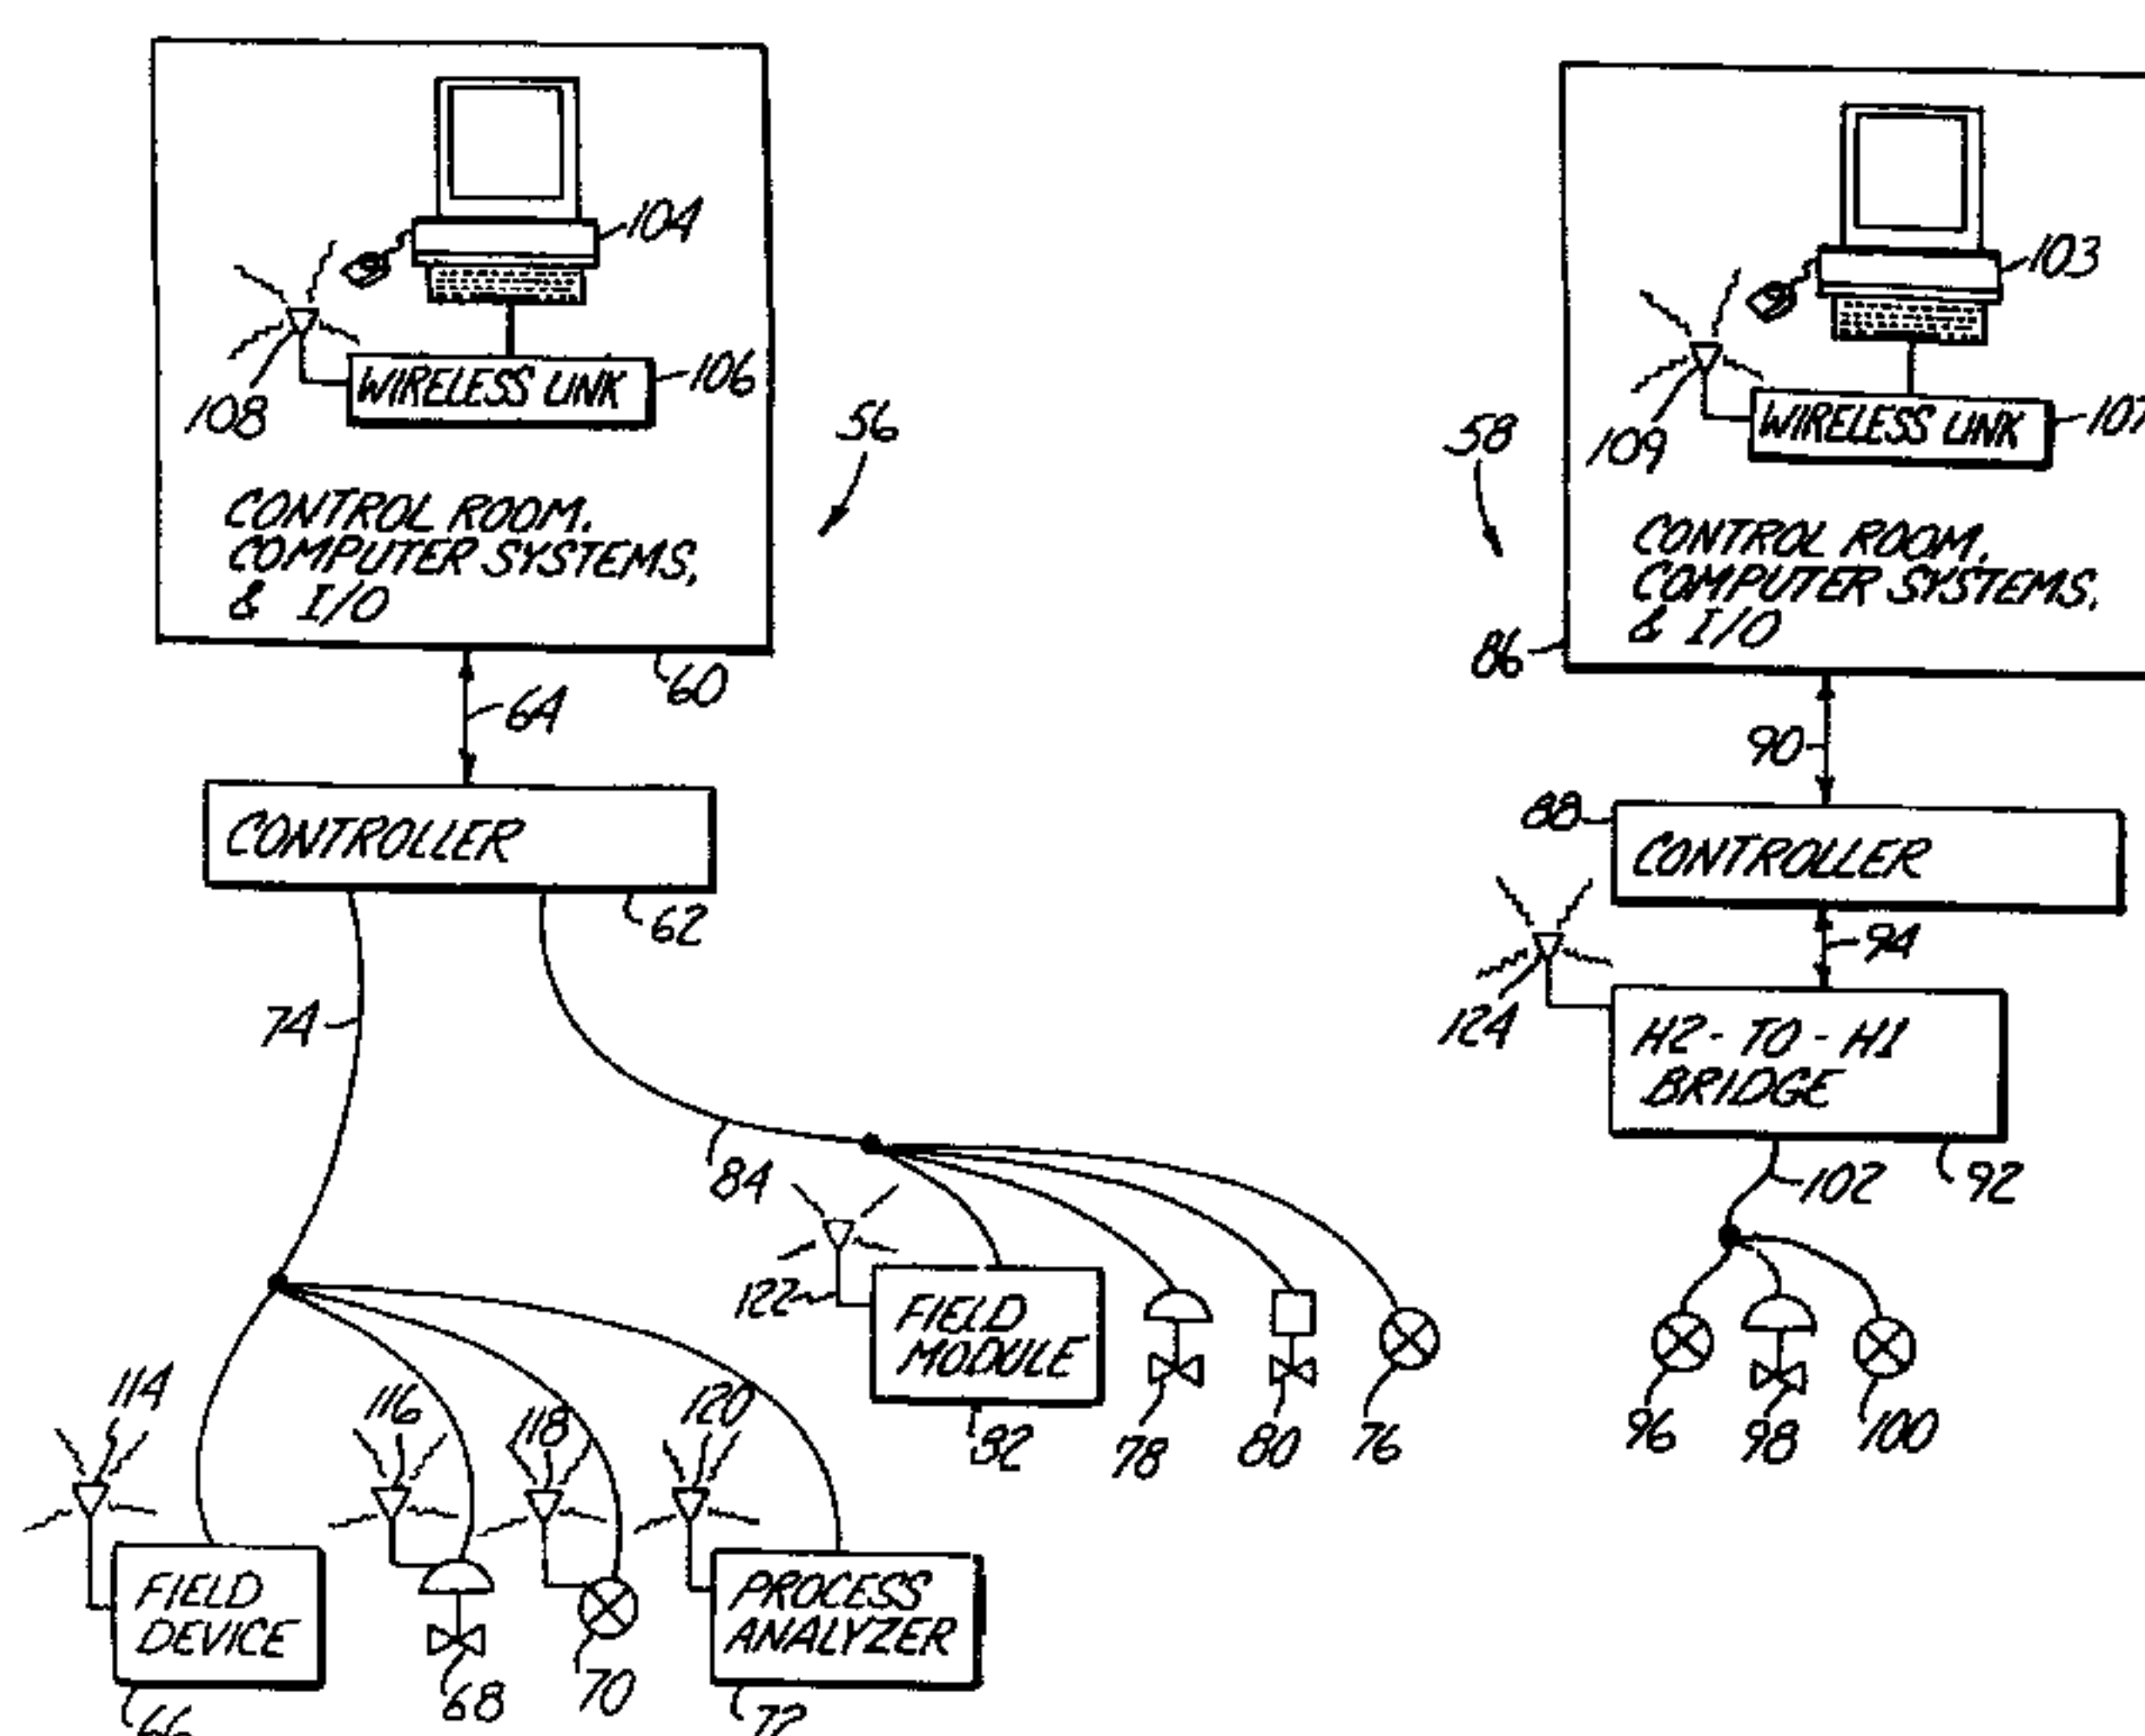 104
103
108
WIRELESS LINK
106
109
WIRELESS LINK
107
56
58
CONTROL ROOM,
COMPUTER SYSTEMS,
& I/O
CONTROL ROOM,
COMPUTER SYSTEMS,
& I/O
86
60
64
90
CONTROLLER
62
88
CONTROLLER
94
74
124
H2-TO-H1
BRIDGE
84
102
92
122
FIELD
MODULE
82
78
80
76
96
98
100
114
116
118
120
FIELD
DEVICE
66
68
70
PROCESS
ANALYZER
72